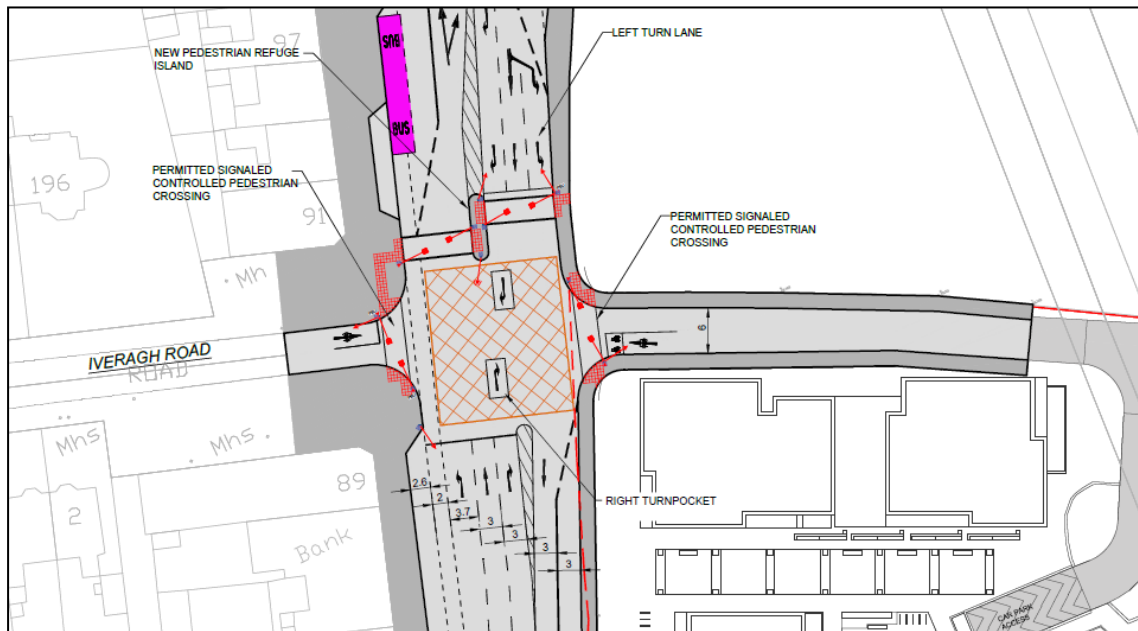 97
BUS
NEW PEDESTRIAN REFUGE
ISLAND
LEFT TURN LANE
BUS
PERMITTED SIGNALED
CONTROLLED PEDESTRIAN
CROSSING
196
91
PERMITTED SIGNALED
CONTROLLED PEDESTRIAN
CROSSING
Mh
6
IVERAGH ROAD
ROAD
Mhs
Mhs
89
2
Bank
2.6
2
3.7
3
3
3
3
RIGHT TURNPOCKET
CAR PARK
ACCESS